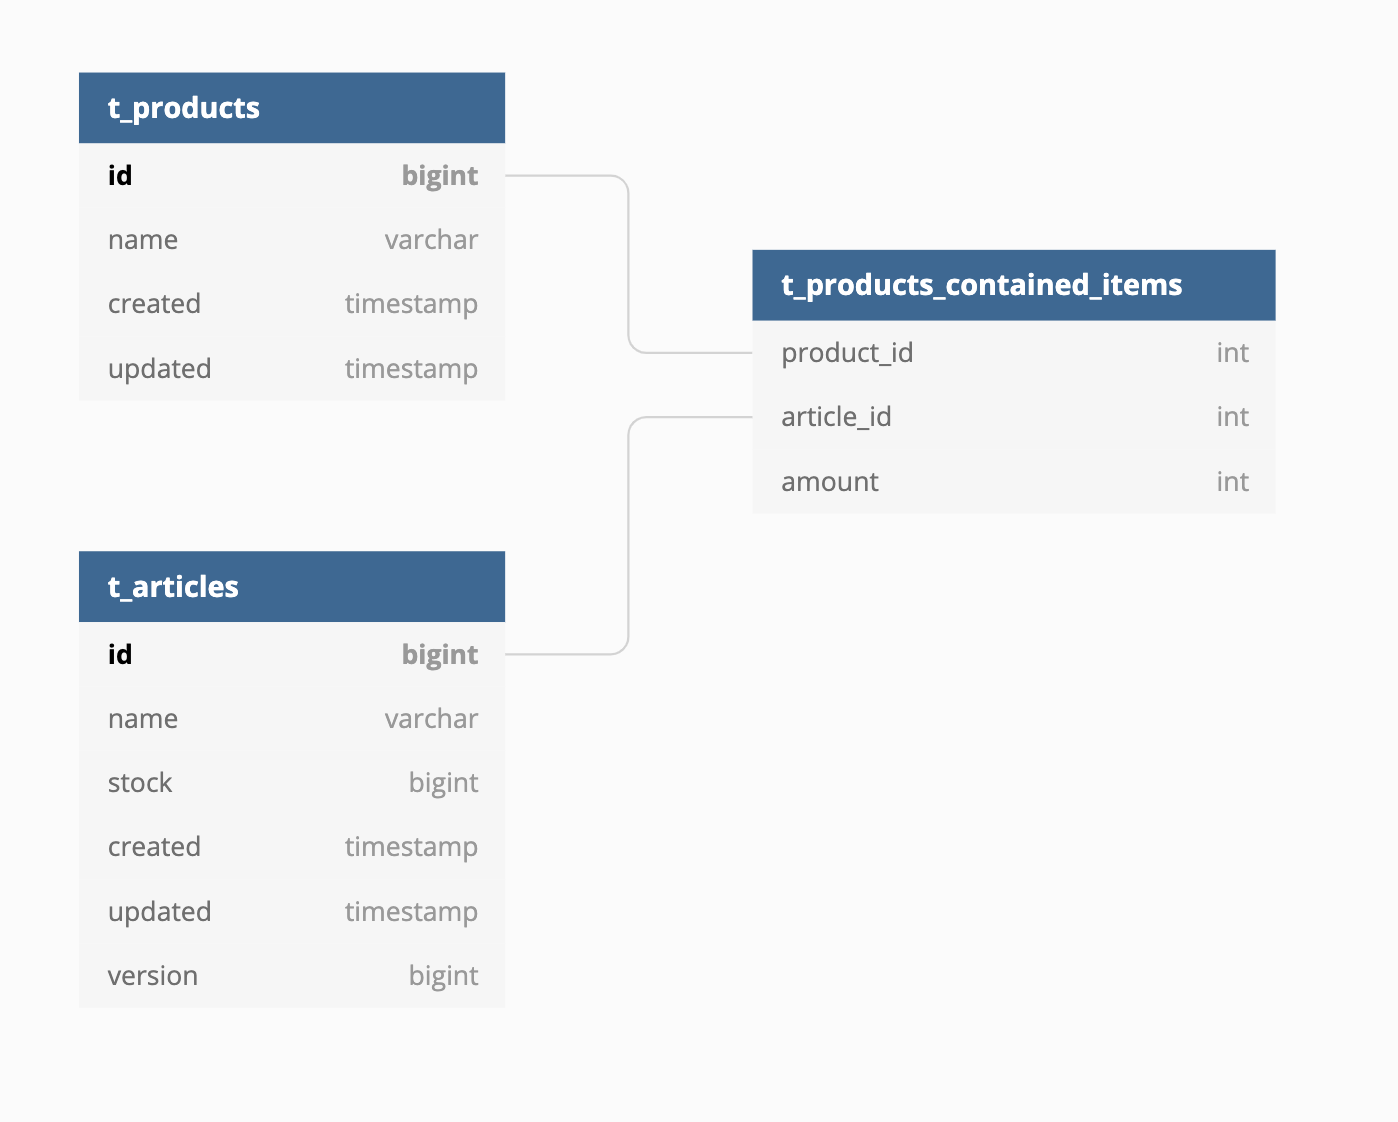 t_products
id bigint
name varchar
created timestamp
updated timestamp
t_products_contained_items
product_id int
article_id int
amount int
t_articles
id bigint
name varchar
stock bigint
created timestamp
updated timestamp
version bigint